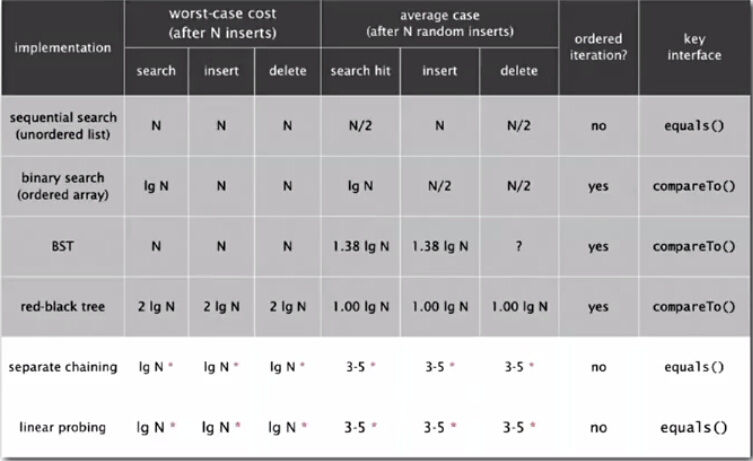 implementation worst-case cost (after N inserts) average case (after N random inserts) ordered iteration? key interface
search insert delete search hit insert delete
sequential search (unordered list) N N N N/2 N N/2 no equals()
binary search (ordered array) lg N N N lg N N/2 N/2 yes compareTo()
BST N N N 1.38 lg N 1.38 lg N ? yes compareTo()
red-black tree 2 lg N 2 lg N 2 lg N 1.00 lg N 1.00 lg N 1.00 lg N yes compareTo()
separate chaining lg N * lg N * lg N * 3-5 * 3-5 * 3-5 * no equals()
linear probing lg N * lg N * lg N * 3-5 * 3-5 * 3-5 * no equals()